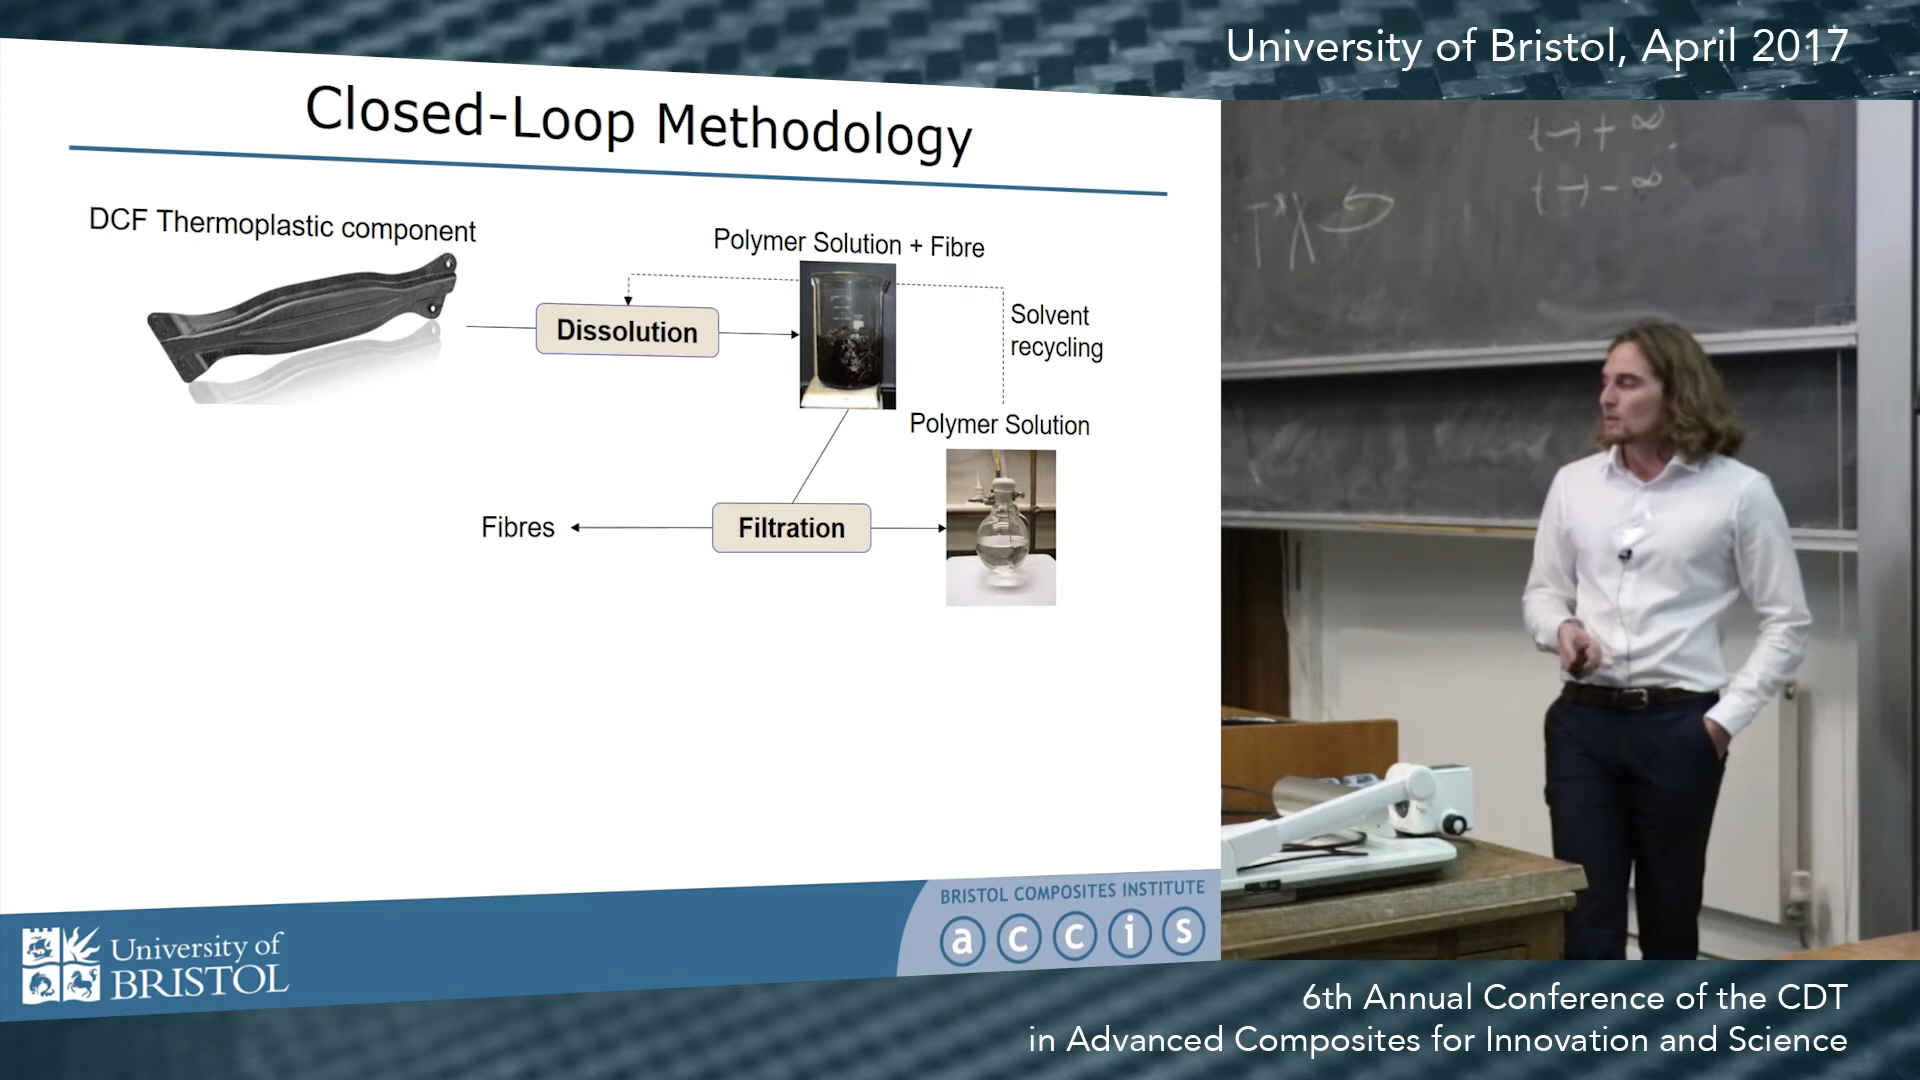 University of Bristol, April 2017
Closed-Loop Methodology
DCF Thermoplastic component
Polymer Solution + Fibre
Dissolution
Solvent
recycling
Polymer Solution
Fibres
Filtration
t→+∞
t→-∞
T*X
BRISTOL COMPOSITES INSTITUTE
accis
University of
BRISTOL
6th Annual Conference of the CDT
in Advanced Composites for Innovation and Science